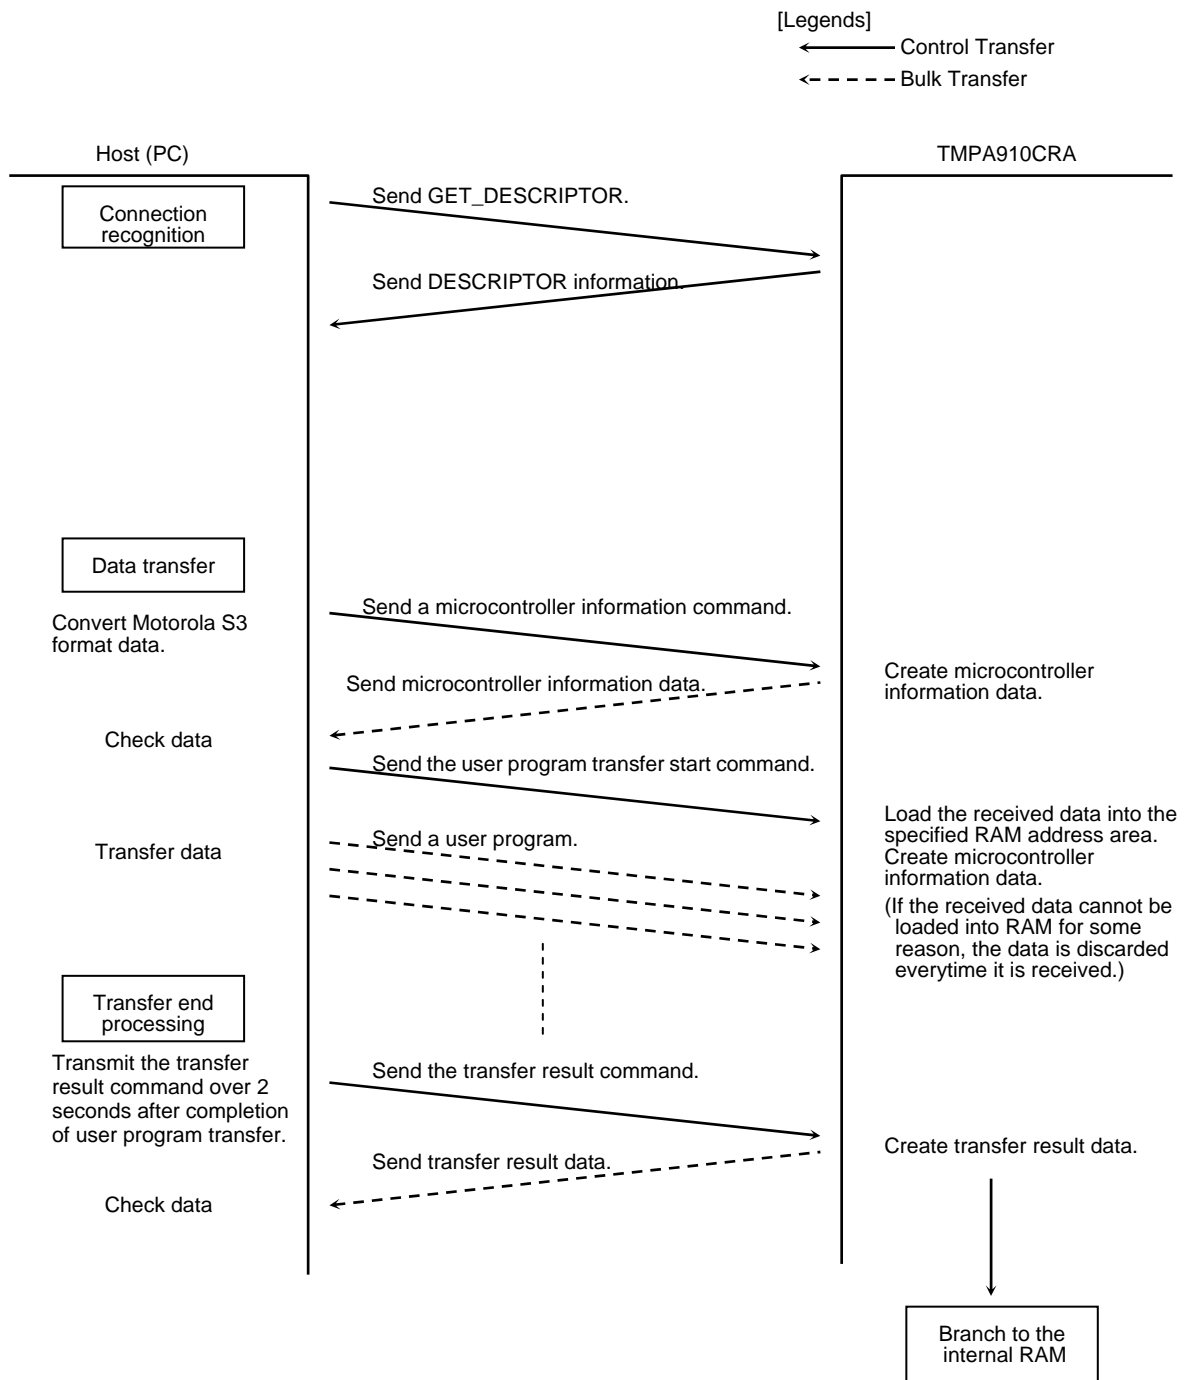 [Legends]
Control Transfer
Bulk Transfer
Host (PC)
TMPA910CRA
Connection
recognition
Send GET_DESCRIPTOR.
Send DESCRIPTOR information.
Data transfer
Convert Motorola S3
format data.
Send a microcontroller information command.
Create microcontroller
information data.
Send microcontroller information data.
Check data
Send the user program transfer start command.
Load the received data into the
specified RAM address area.
Create microcontroller
information data.
(If the received data cannot be
loaded into RAM for some
reason, the data is discarded
everytime it is received.)
Transfer data
Send a user program.
Transfer end
processing
Transmit the transfer
result command over 2
seconds after completion
of user program transfer.
Send the transfer result command.
Create transfer result data.
Send transfer result data.
Check data
Branch to the
internal RAM